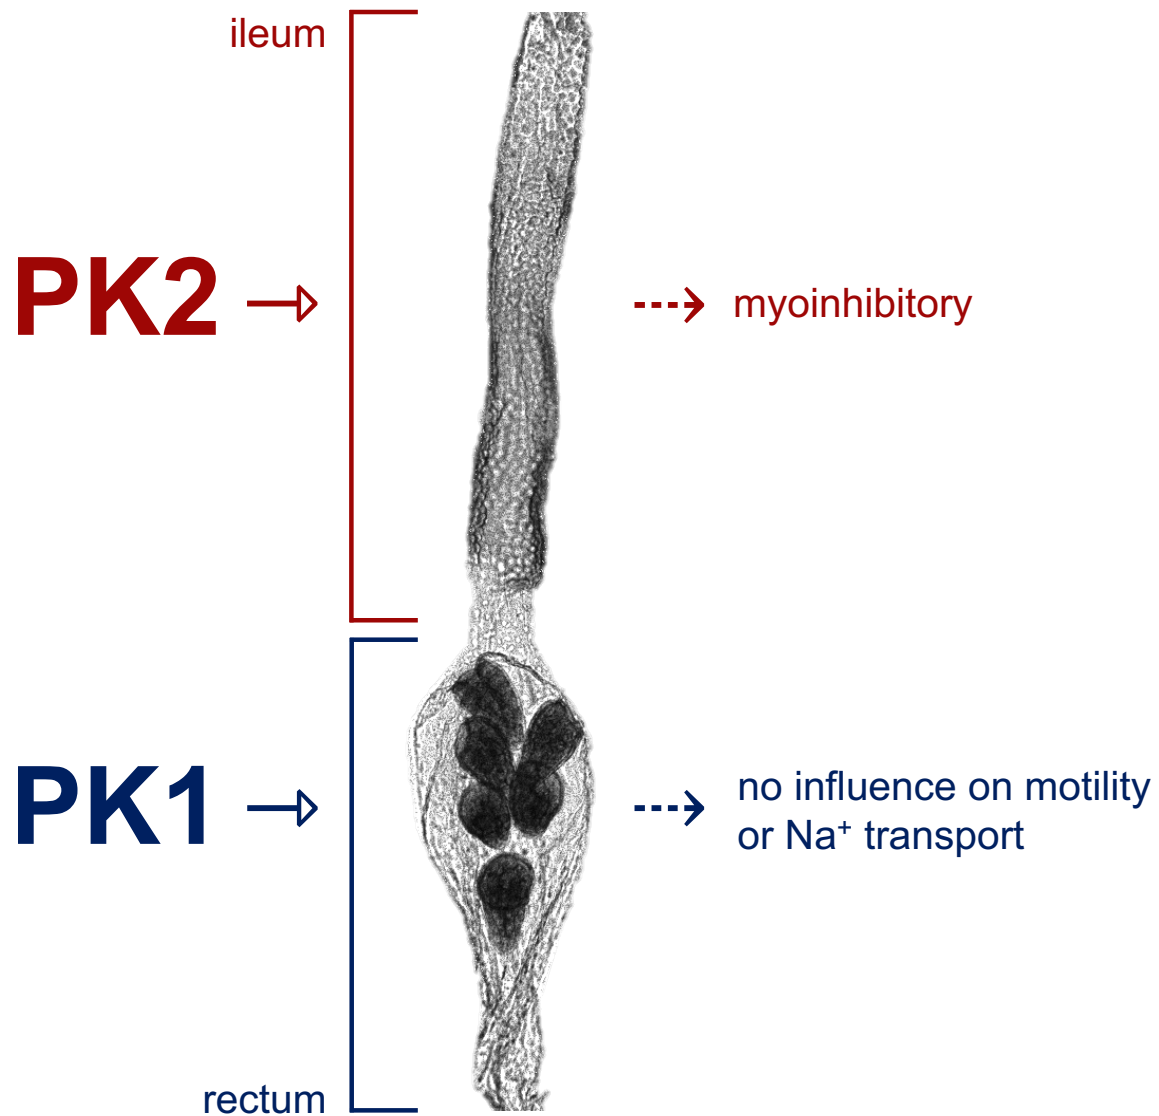 ileum
PK2
myoinhibitory
PK1
no influence on motility
or Na⁺ transport
rectum